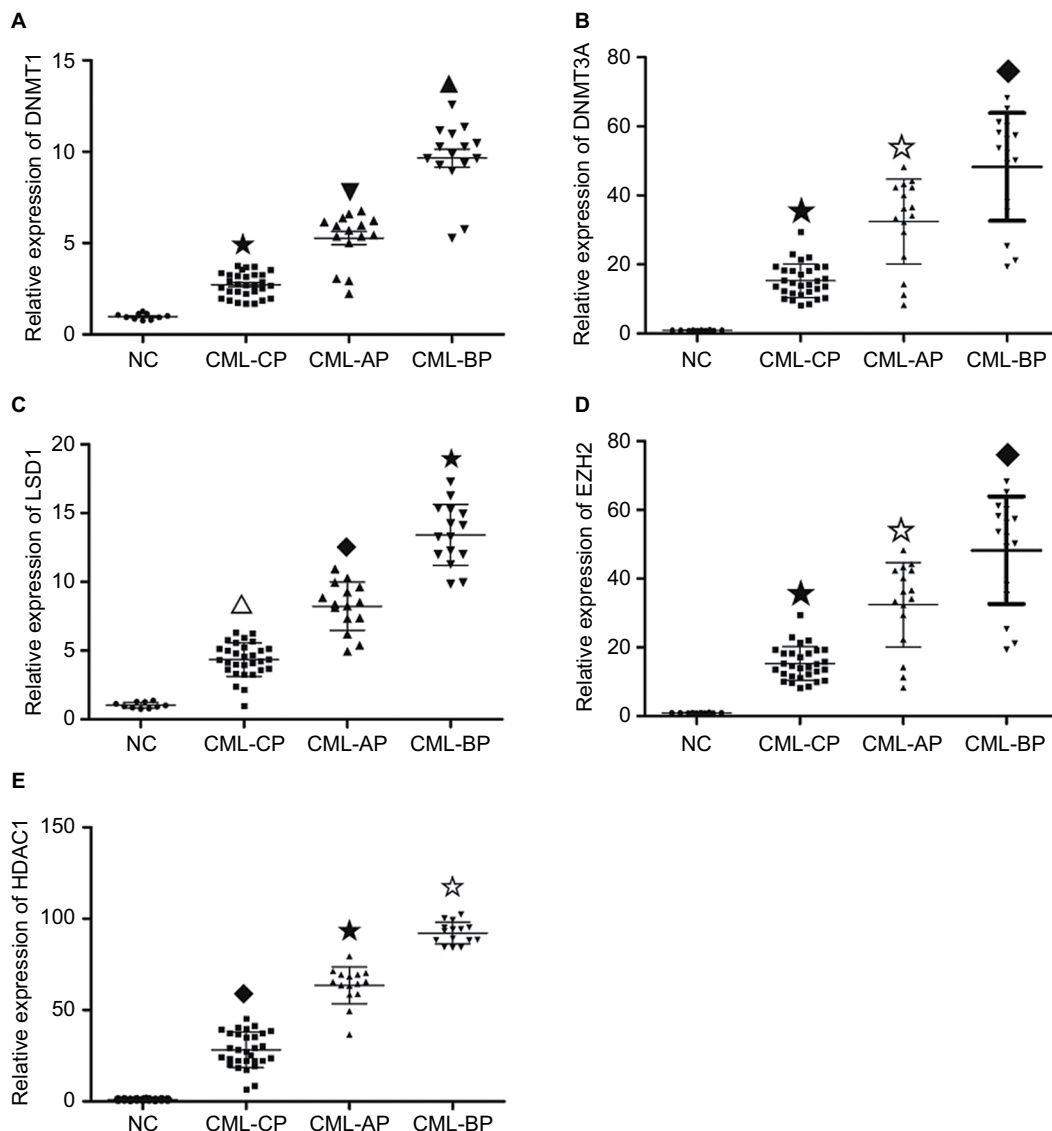 A
Relative expression of DNMT1
15
10
5
0
NC CML-CP CML-AP CML-BP
B
Relative expression of DNMT3A
80
60
40
20
0
NC CML-CP CML-AP CML-BP
C
Relative expression of LSD1
20
15
10
5
0
NC CML-CP CML-AP CML-BP
D
Relative expression of EZH2
80
60
40
20
0
NC CML-CP CML-AP CML-BP
E
Relative expression of HDAC1
150
100
50
0
NC CML-CP CML-AP CML-BP